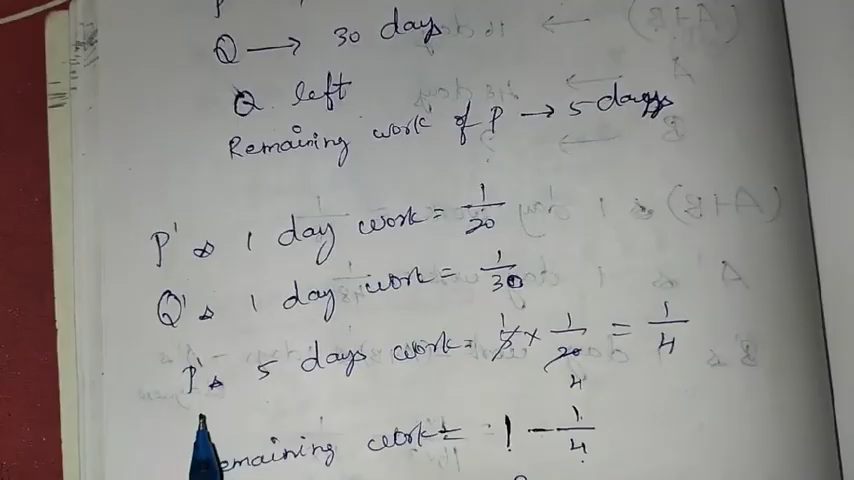 Q → 30 days
Q left
Remaining work of P → 5 days
P's 1 day work = 1/20
Q's 1 day work = 1/30
P's 5 days work = 5 × 1/20 = 1/4
Remaining work = 1 - 1/4